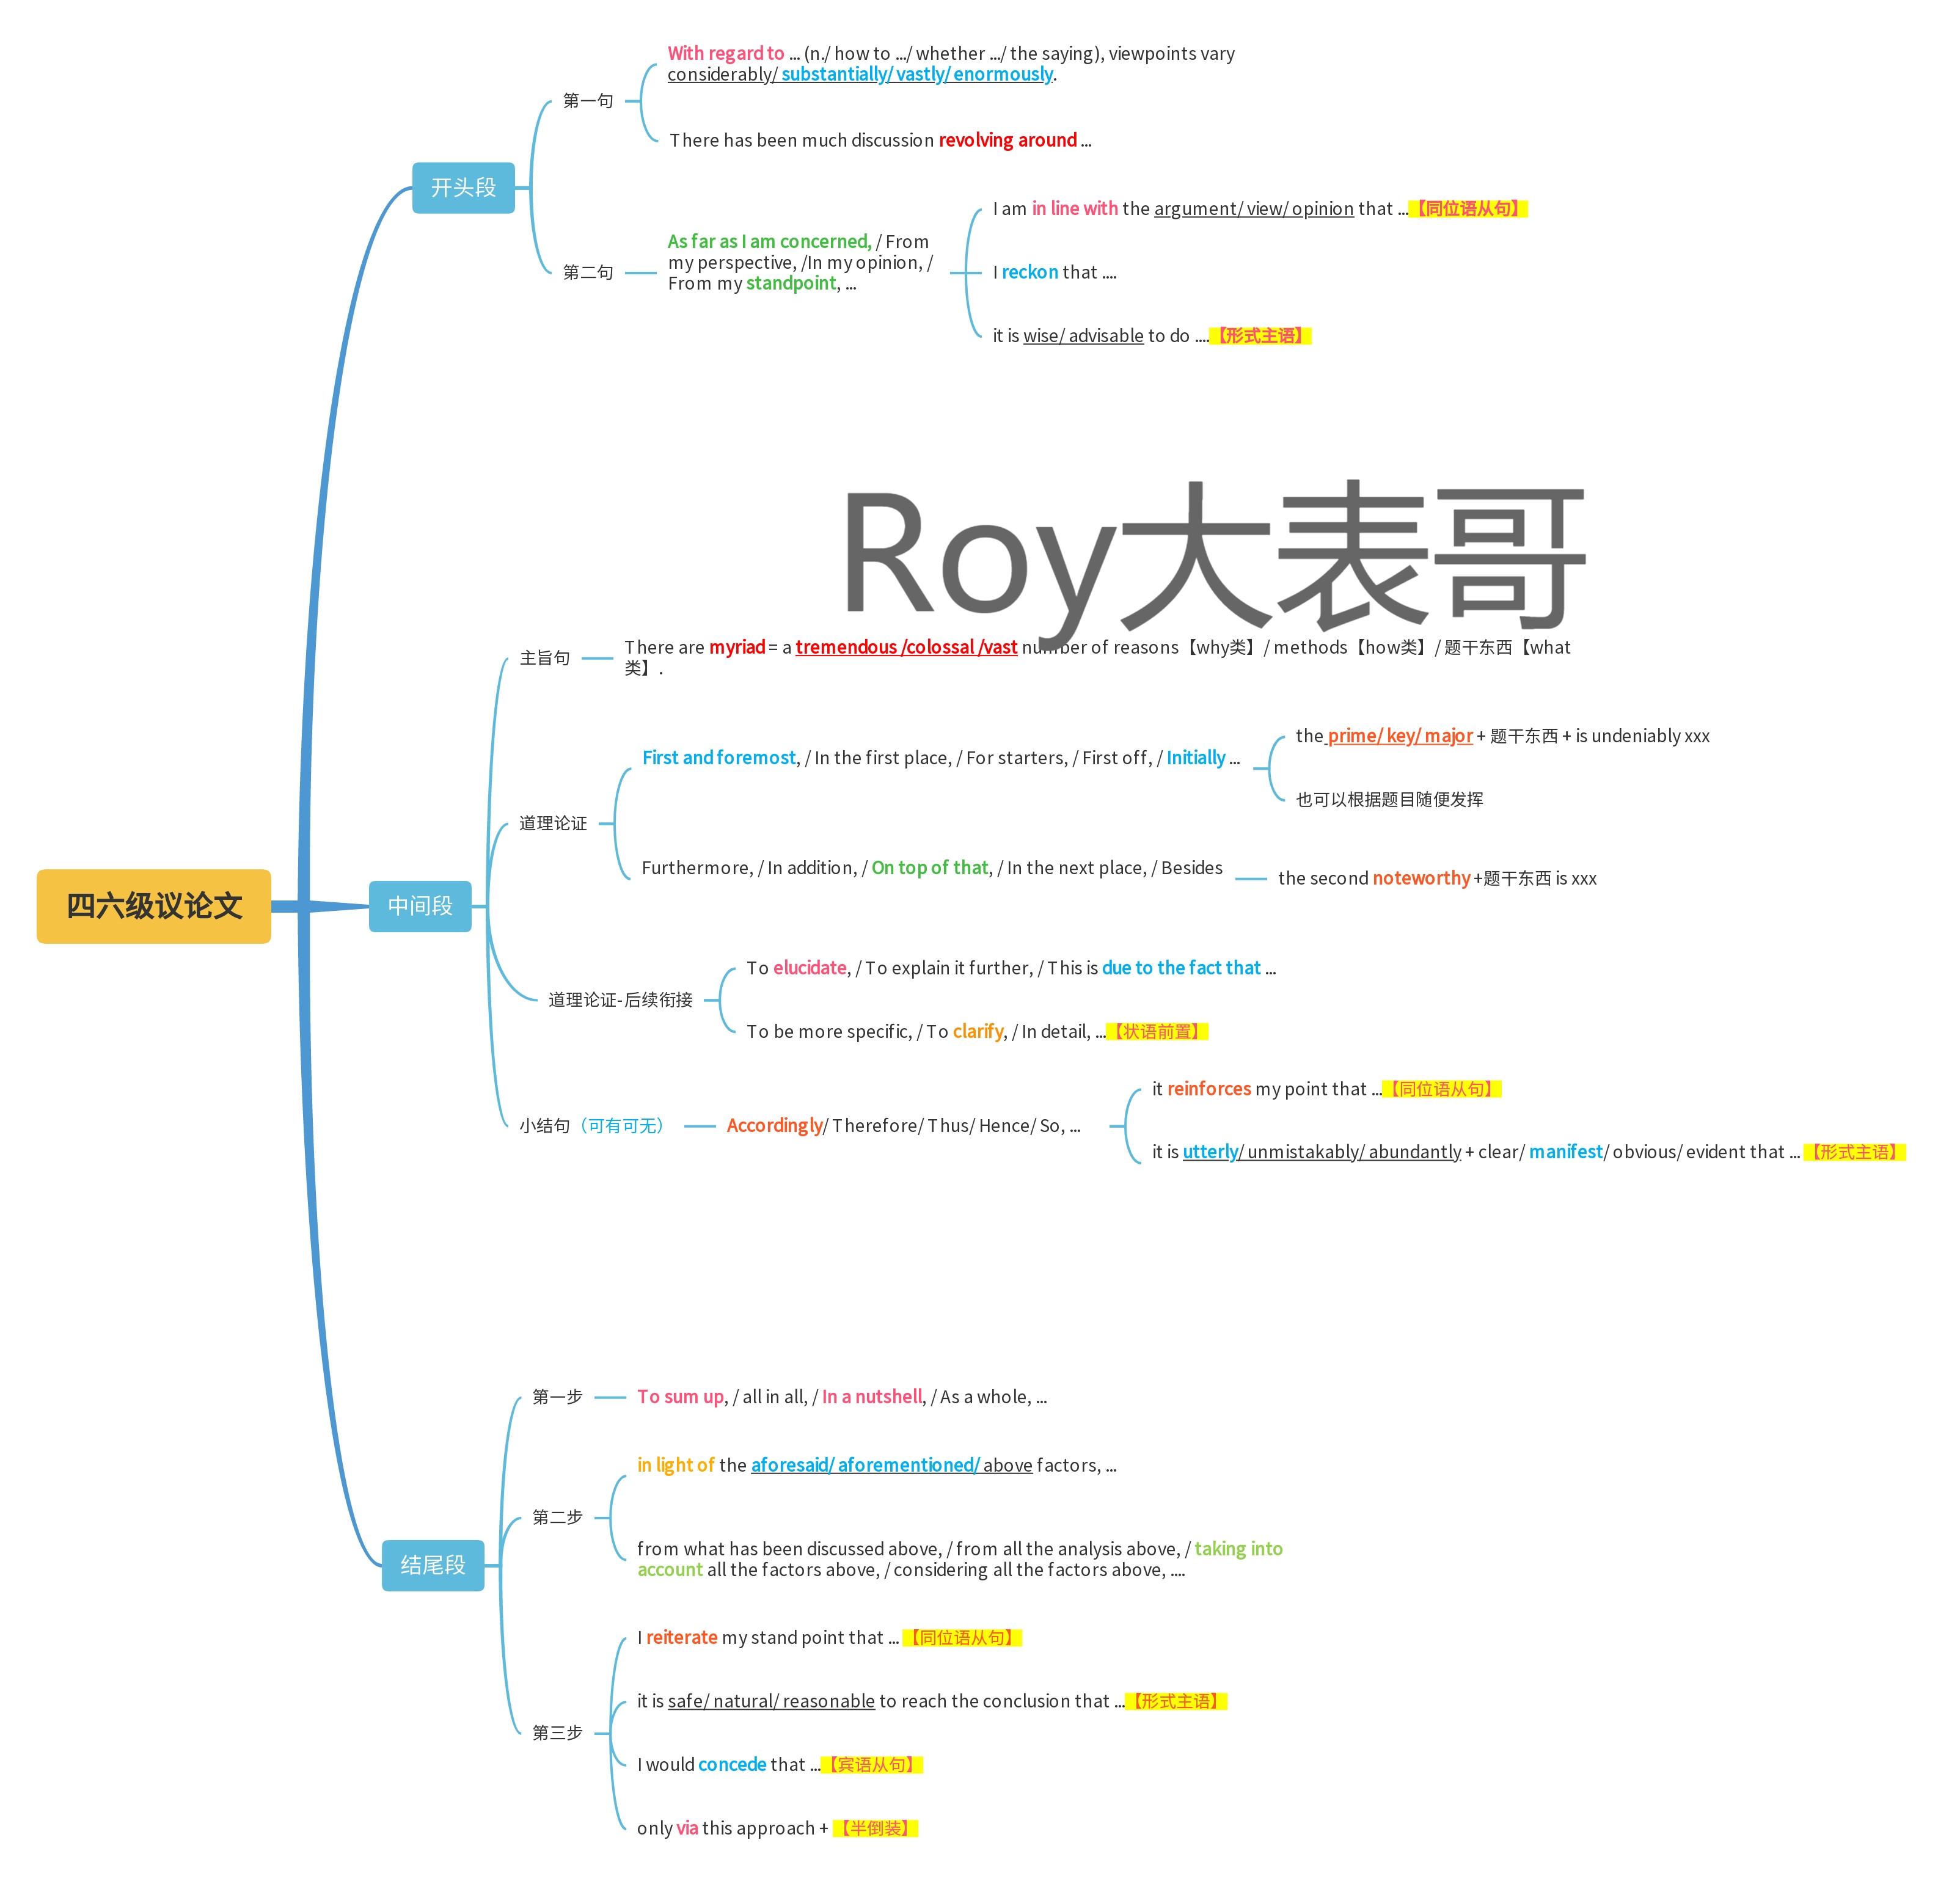 四六级议论文
开头段
第一句
With regard to ... (n./ how to .../ whether .../ the saying), viewpoints vary
considerably/ substantially/ vastly/ enormously.
There has been much discussion revolving around ...
第二句
As far as I am concerned, / From
my perspective, /In my opinion, /
From my standpoint, ...
I am in line with the argument/ view/ opinion that ...【同位语从句】
I reckon that ....
it is wise/ advisable to do ....【形式主语】
Roy大表哥
中间段
主旨句
There are myriad = a tremendous /colossal /vast number of reasons【why类】/ methods【how类】/ 题干东西【what
类】.
道理论证
First and foremost, / In the first place, / For starters, / First off, / Initially ...
the prime/ key/ major + 题干东西 + is undeniably xxx
也可以根据题目随便发挥
Furthermore, / In addition, / On top of that, / In the next place, / Besides
the second noteworthy +题干东西 is xxx
道理论证-后续衔接
To elucidate, / To explain it further, / This is due to the fact that ...
To be more specific, / To clarify, / In detail, ...【状语前置】
小结句（可有可无）
Accordingly/ Therefore/ Thus/ Hence/ So, ...
it reinforces my point that ...【同位语从句】
it is utterly/ unmistakably/ abundantly + clear/ manifest/ obvious/ evident that ...【形式主语】
结尾段
第一步
To sum up, / all in all, / In a nutshell, / As a whole, ...
第二步
in light of the aforesaid/ aforementioned/ above factors, ...
from what has been discussed above, / from all the analysis above, / taking into
account all the factors above, / considering all the factors above, ....
第三步
I reiterate my stand point that ...【同位语从句】
it is safe/ natural/ reasonable to reach the conclusion that ...【形式主语】
I would concede that ...【宾语从句】
only via this approach +【半倒装】